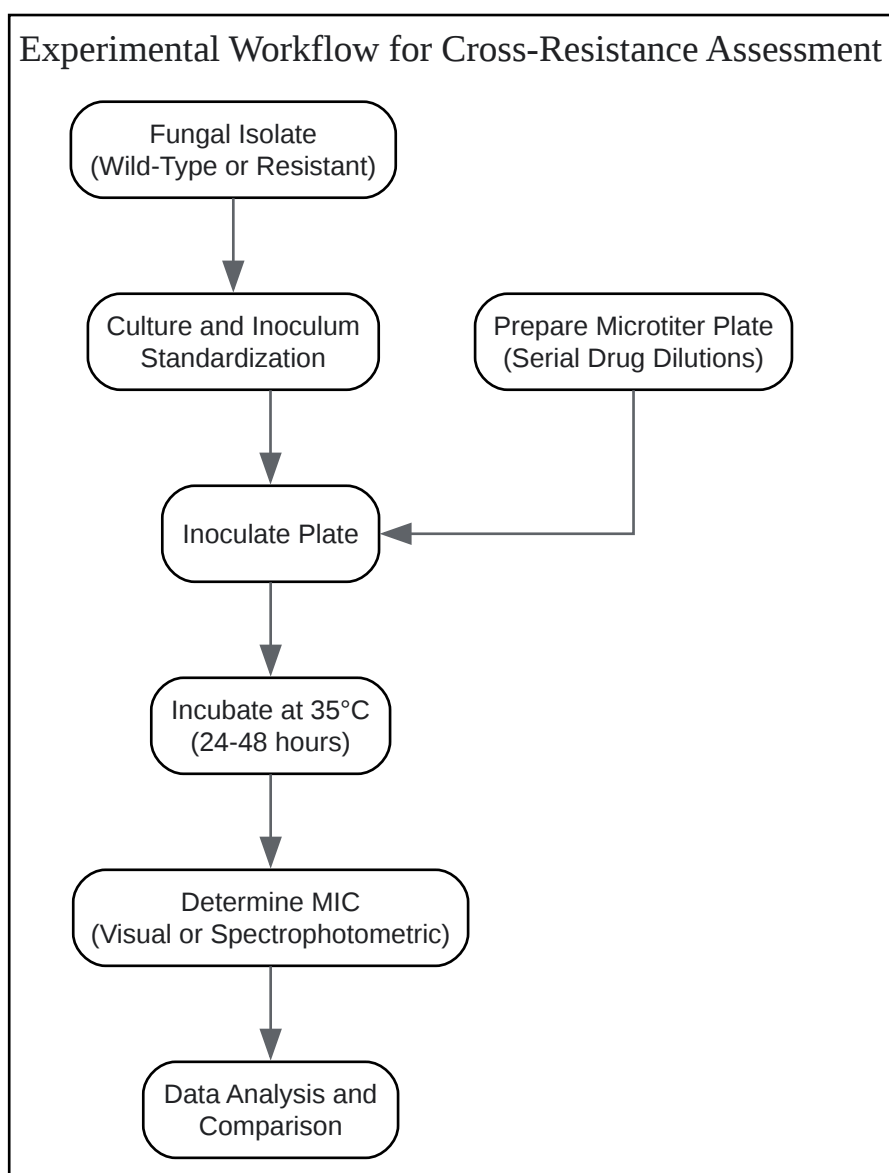 Experimental Workflow for Cross-Resistance Assessment
Fungal Isolate
(Wild-Type or Resistant)
Culture and Inoculum
Standardization
Prepare Microtiter Plate
(Serial Drug Dilutions)
Inoculate Plate
Incubate at 35°C
(24-48 hours)
Determine MIC
(Visual or Spectrophotometric)
Data Analysis and
Comparison